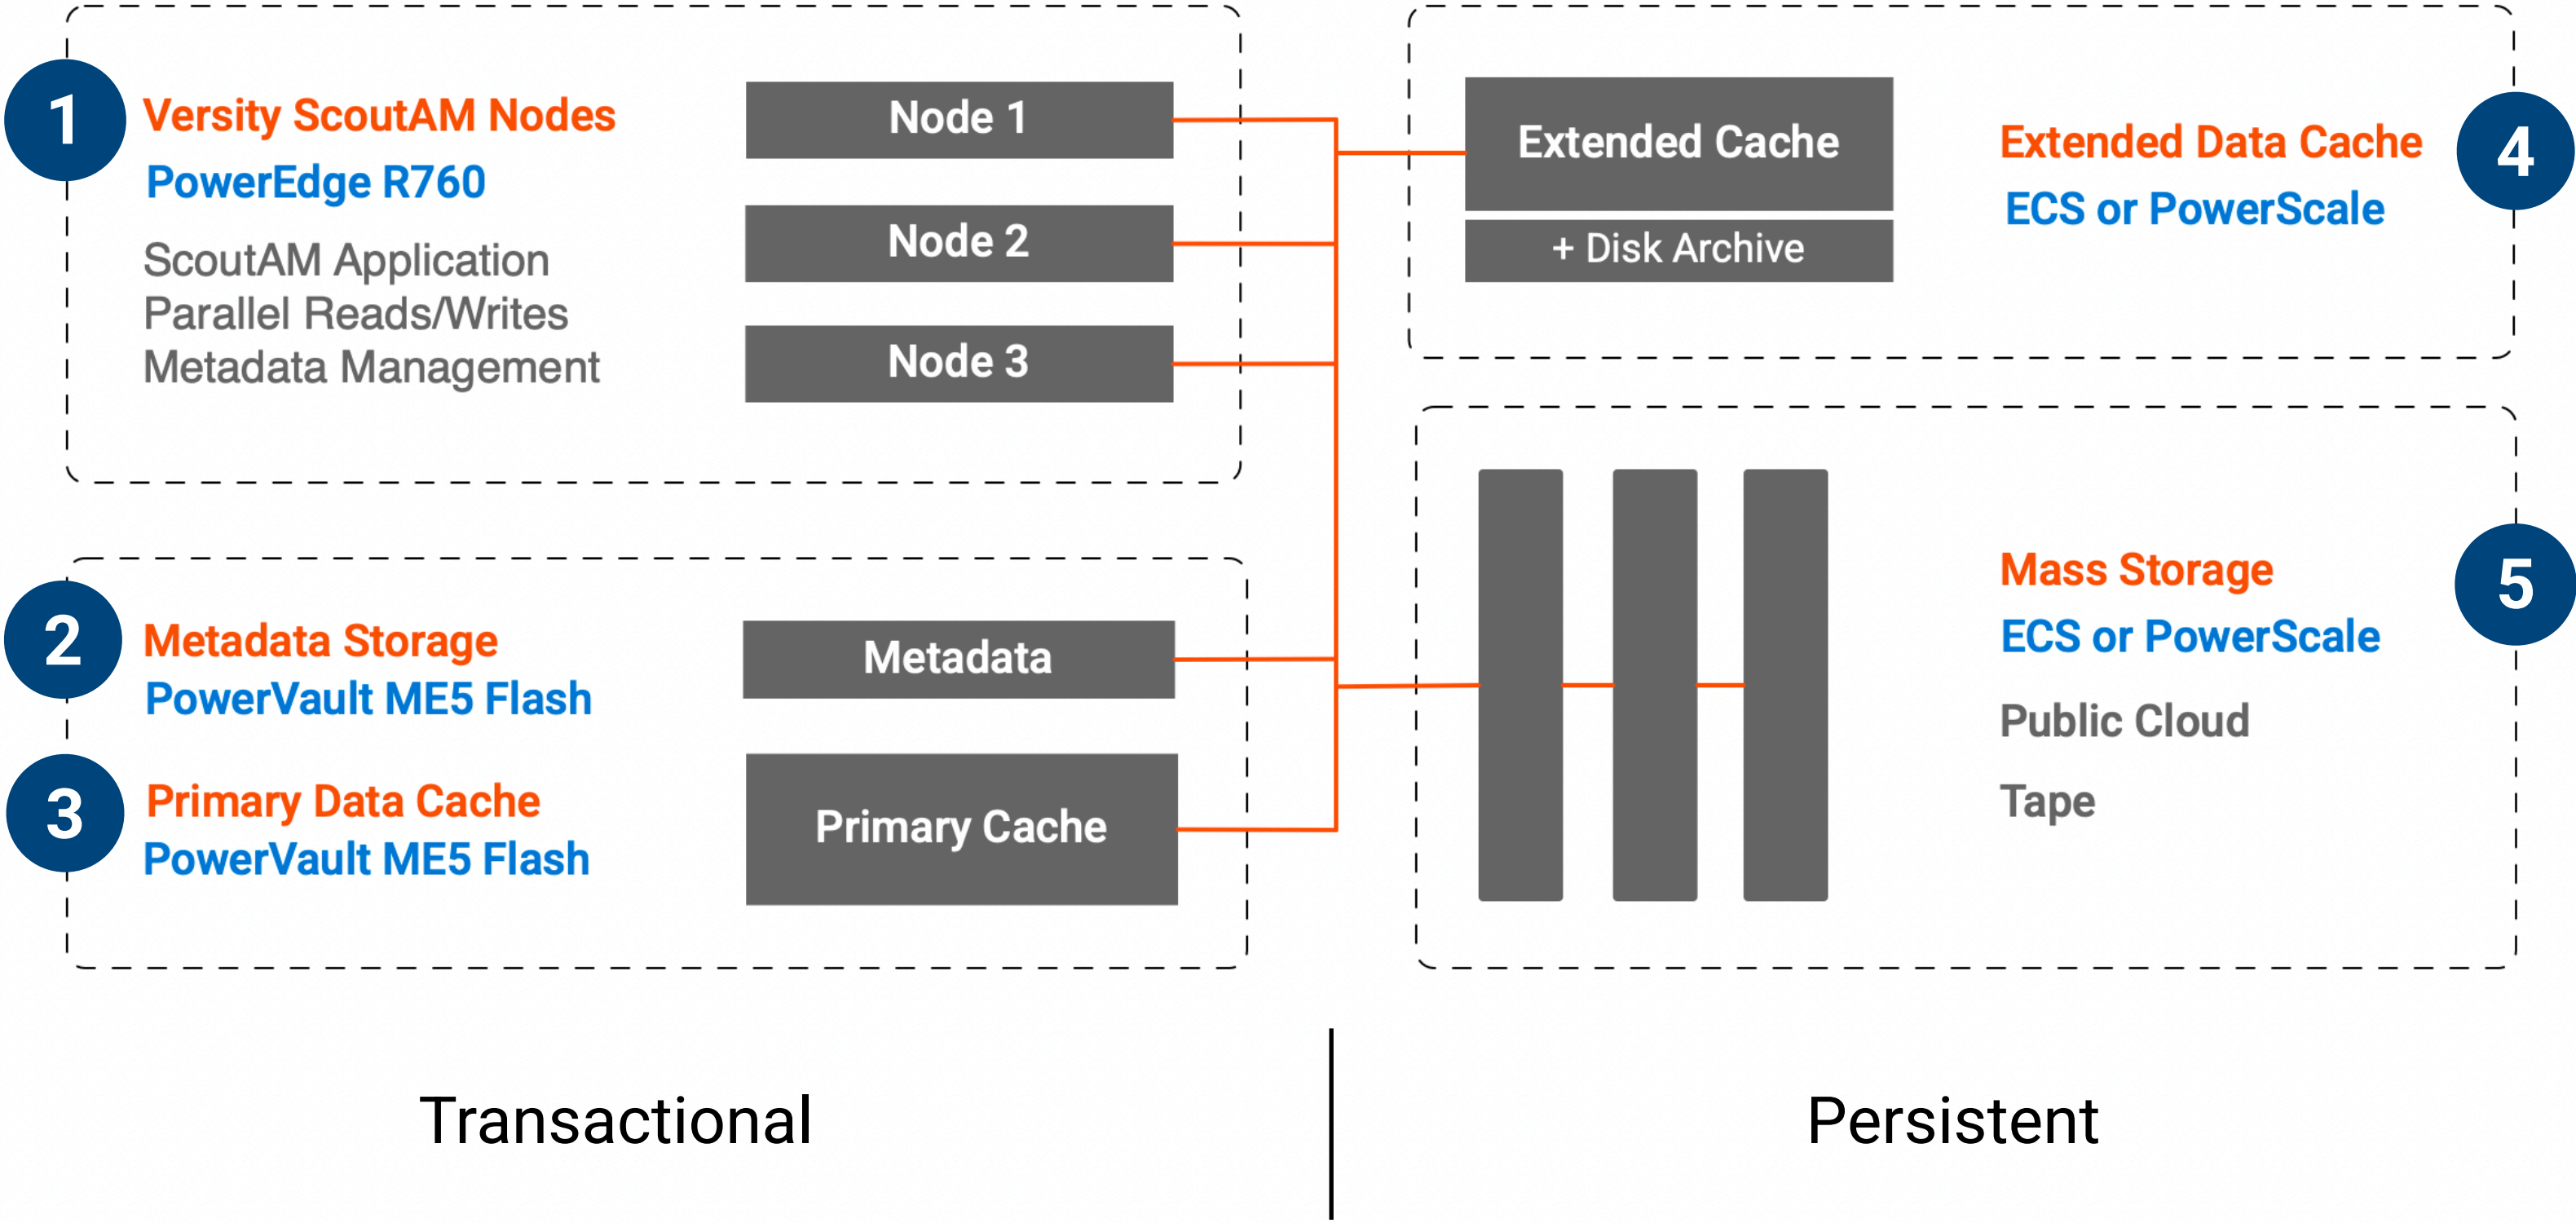 1
Versity ScoutAM Nodes
PowerEdge R760
ScoutAM Application
Parallel Reads/Writes
Metadata Management
Node 1
Node 2
Node 3
2
Metadata Storage
PowerVault ME5 Flash
3
Primary Data Cache
PowerVault ME5 Flash
Metadata
Primary Cache
Extended Cache
+ Disk Archive
Extended Data Cache
ECS or PowerScale
4
Mass Storage
ECS or PowerScale
Public Cloud
Tape
5
Transactional
Persistent